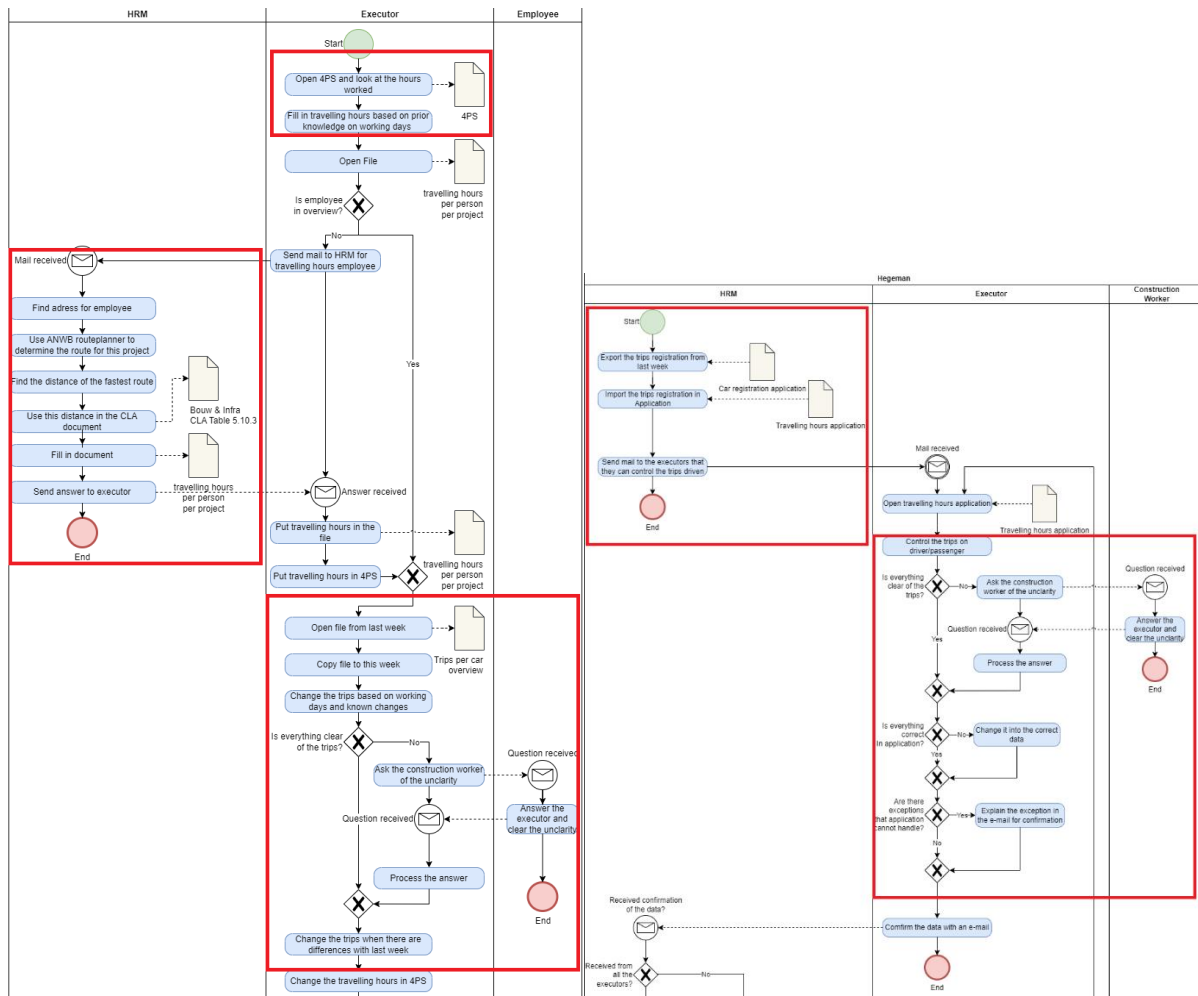 HRM
Executor
Employee
Start
Open 4PS and look at the hours
worked
4PS
Fill in travelling hours based on prior
knowledge on working days
Open File
travelling hours
per person
per project
Is employee
in overview?
No
Yes
Send mail to HRM for
travelling hours employee
Mail received
Find adress for employee
Use ANWB routeplanner to
determine the route for this project
Find the distance of the fastest route
Use this distance in the CLA
document
Bouw & Infra
CLA Table 5.10.3
Fill in document
travelling hours
per person
per project
Send answer to executor
End
Answer received
Put travelling hours in the
file
travelling hours
per person
per project
Put travelling hours in 4PS
Open file from last week
Trips per car
overview
Copy file to this week
Change the trips based on working
days and known changes
Is everything clear
of the trips?
No
Ask the construction worker
of the unclarity
Question received
Answer the
executor and
clear the unclarity
Question received
Process the answer
End
Change the trips when there are
differences with last week
Change the travelling hours in 4PS
Hegeman
HRM
Executor
Construction
Worker
Start
Export the trips registration from
last week
Car registration application
Import the trips registration in
Application
Travelling hours application
Send mail to the executors that
they can control the trips driven
End
Mail received
Open travelling hours application
Travelling hours application
Control the trips on
driver/passenger
Is everything
clear of the
trips?
No
Ask the construction
worker of the unclarity
Question received
Answer the
executor and
clear the unclarity
Question received
Yes
Process the answer
End
Is everything
correct
in application?
No
Change it into the correct
data
Yes
Are there
exceptions
that application
cannot handle?
Yes
Explain the exception in
the e-mail for confirmation
No
Received confirmation
of the data?
Comfirm the data with an e-mail
End
Received from
all the
executors?
No